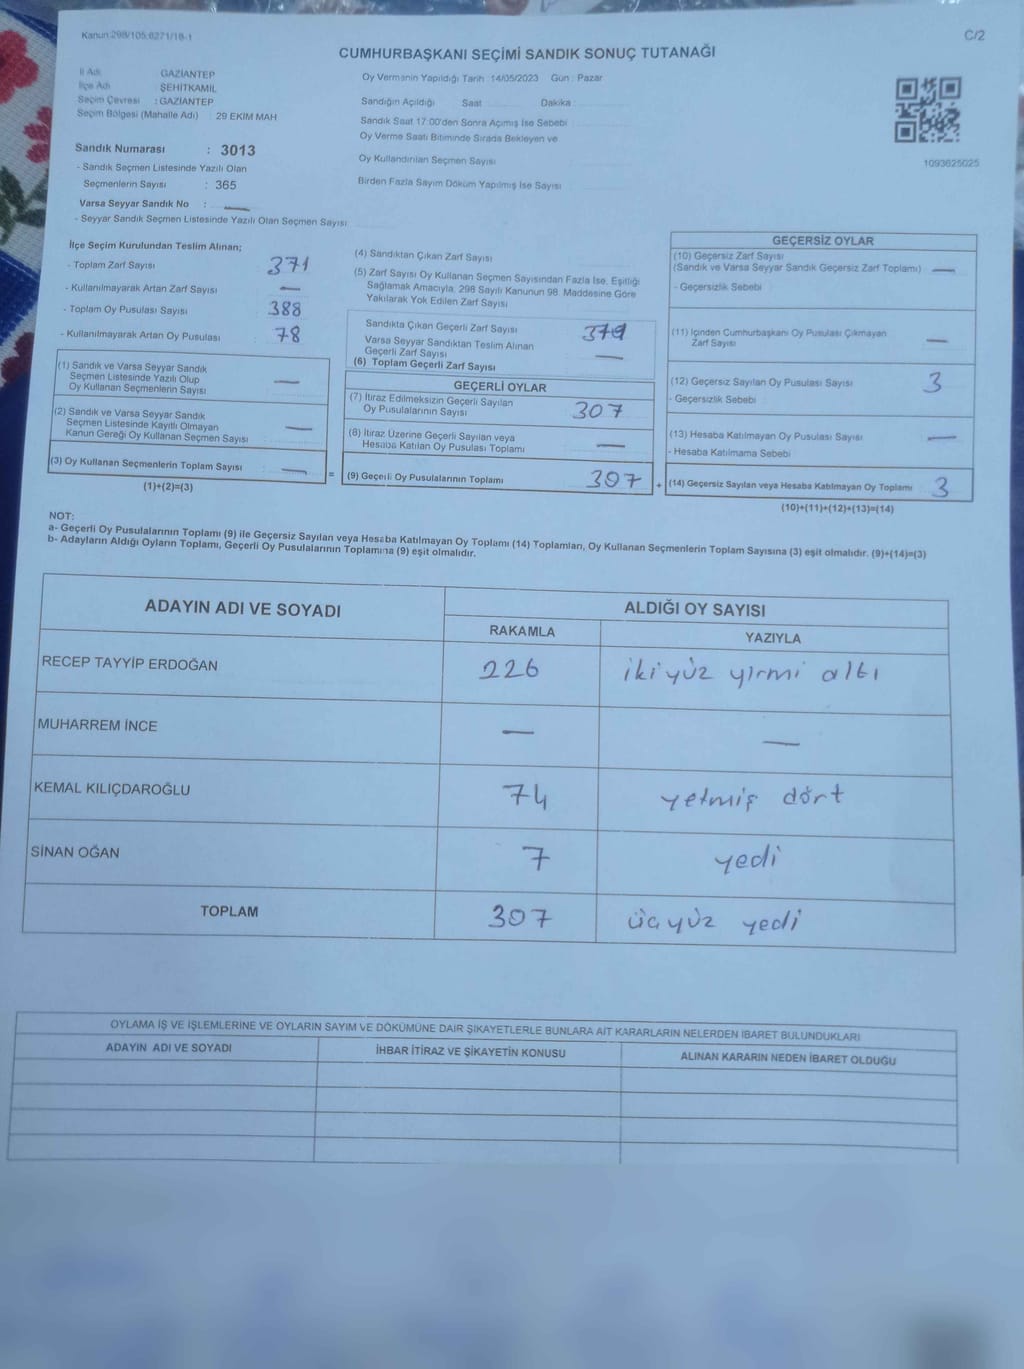 Kanun:298/105,6271/18-1
C/2
CUMHURBAŞKANI SEÇİMİ SANDIK SONUÇ TUTANAĞI
İl Adı GAZİANTEP
İlçe Adı ŞEHİTKAMİL
Seçim Çevresi : GAZİANTEP
Seçim Bölgesi (Mahalle Adı) : 29 EKİM MAH
Sandık Numarası : 3013
- Sandık Seçmen Listesinde Yazılı Olan
Seçmenlerin Sayısı : 365
Varsa Seyyar Sandık No : —
- Seyyar Sandık Seçmen Listesinde Yazılı Olan Seçmen Sayısı
Oy Vermenin Yapıldığı Tarih : 14/05/2023 Gün : Pazar
Sandığın Açıldığı Saat Dakika
Sandık Saat 17:00'den Sonra Açılmış İse Sebebi
Oy Verme Saati Bitiminde Sırada Bekleyen ve
Oy Kullandırılan Seçmen Sayısı
Birden Fazla Sayım Döküm Yapılmış İse Sayısı
1093625025
İlçe Seçim Kurulundan Teslim Alınan;
- Toplam Zarf Sayısı 371
- Kullanılmayarak Artan Zarf Sayısı —
- Toplam Oy Pusulası Sayısı 388
- Kullanılmayarak Artan Oy Pusulası 78
(1) Sandık ve Varsa Seyyar Sandık
Seçmen Listesinde Yazılı Olup
Oy Kullanan Seçmenlerin Sayısı —
(2) Sandık ve Varsa Seyyar Sandık
Seçmen Listesinde Kayıtlı Olmayan
Kanun Gereği Oy Kullanan Seçmen Sayısı —
(3) Oy Kullanan Seçmenlerin Toplam Sayısı —
(1)+(2)=(3)
=
(4) Sandıktan Çıkan Zarf Sayısı
(5) Zarf Sayısı Oy Kullanan Seçmen Sayısından Fazla İse, Eşitliği
Sağlamak Amacıyla, 298 Sayılı Kanunun 98. Maddesine Göre
Yakılarak Yok Edilen Zarf Sayısı
Sandıkta Çıkan Geçerli Zarf Sayısı
Varsa Seyyar Sandıktan Teslim Alınan
Geçerli Zarf Sayısı —
(6) Toplam Geçerli Zarf Sayısı
GEÇERLİ OYLAR
(7) İtiraz Edilmeksizin Geçerli Sayılan
Oy Pusulalarının Sayısı 307
(8) İtiraz Üzerine Geçerli Sayılan veya
Hesaba Katılan Oy Pusulası Toplamı —
(9) Geçerli Oy Pusulalarının Toplamı 307
+
GEÇERSİZ OYLAR
(10) Geçersiz Zarf Sayısı
(Sandık ve Varsa Seyyar Sandık Geçersiz Zarf Toplamı) —
- Geçersizlik Sebebi
(11) İçinden Cumhurbaşkanı Oy Pusulası Çıkmayan
Zarf Sayısı —
(12) Geçersiz Sayılan Oy Pusulası Sayısı 3
- Geçersizlik Sebebi
(13) Hesaba Katılmayan Oy Pusulası Sayısı —
- Hesaba Katılmama Sebebi
(14) Geçersiz Sayılan veya Hesaba Katılmayan Oy Toplamı 3
(10)+(11)+(12)+(13)=(14)
NOT:
a- Geçerli Oy Pusulalarının Toplamı (9) ile Geçersiz Sayılan veya Hesaba Katılmayan Oy Toplamı (14) Toplamları, Oy Kullanan Seçmenlerin Toplam Sayısına (3) eşit olmalıdır. (9)+(14)=(3)
b- Adayların Aldığı Oyların Toplamı, Geçerli Oy Pusulalarının Toplamına (9) eşit olmalıdır.
ADAYIN ADI VE SOYADI ALDIĞI OY SAYISI
RAKAMLA YAZIYLA
RECEP TAYYİP ERDOĞAN 226 ikiyüz yirmi altı
MUHARREM İNCE — —
KEMAL KILIÇDAROĞLU 74 yetmiş dört
SİNAN OĞAN 7 yedi
TOPLAM 307 üçyüz yedi
OYLAMA İŞ VE İŞLEMLERİNE VE OYLARIN SAYIM VE DÖKÜMÜNE DAİR ŞİKAYETLERLE BUNLARA AİT KARARLARIN NELERDEN İBARET BULUNDUKLARI
ADAYIN ADI VE SOYADI İHBAR İTİRAZ VE ŞİKAYETİN KONUSU ALINAN KARARIN NEDEN İBARET OLDUĞU